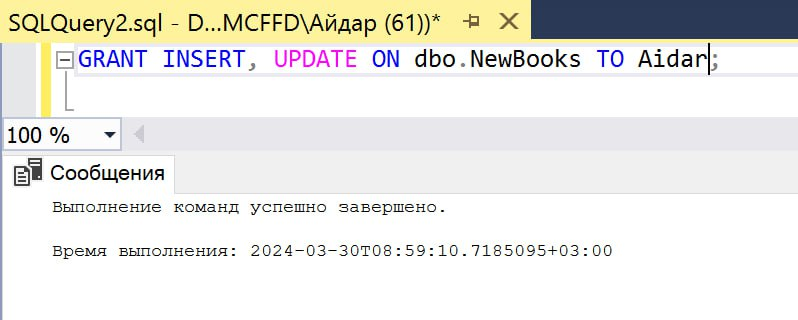 SQLQuery2.sql - D...MCFFD\Айдар (61))*
GRANT INSERT, UPDATE ON dbo.NewBooks TO Aidar;
100 %
Сообщения
Выполнение команд успешно завершено.
Время выполнения: 2024-03-30T08:59:10.7185095+03:00